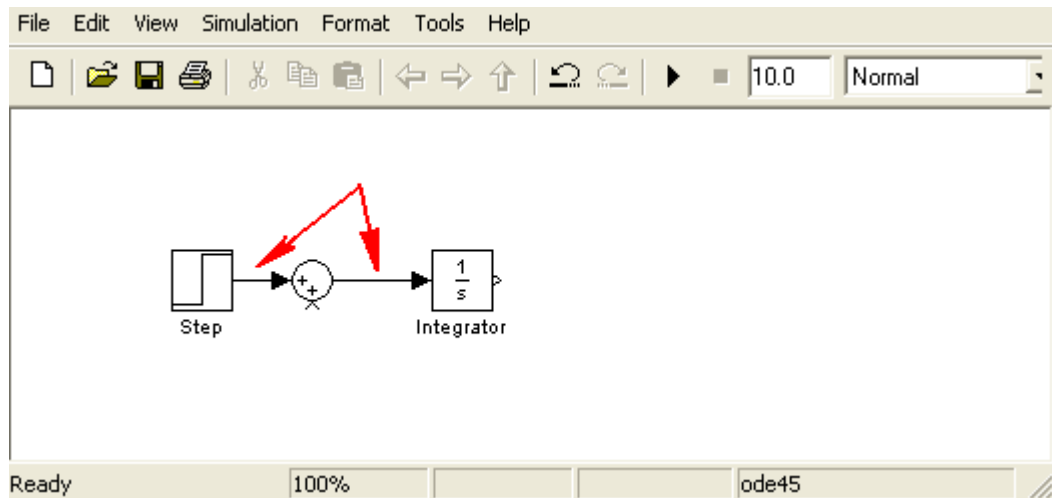 File Edit View Simulation Format Tools Help
10.0 Normal
+
+
1
s
Step
Integrator
Ready 100% ode45